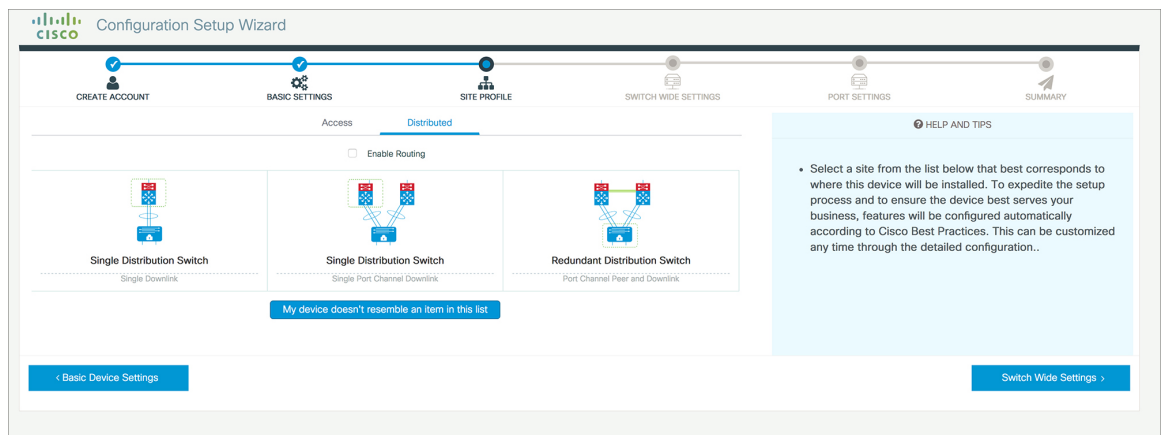 CISCO
Configuration Setup Wizard
CREATE ACCOUNT
BASIC SETTINGS
SITE PROFILE
SWITCH WIDE SETTINGS
PORT SETTINGS
SUMMARY
Access
Distributed
Enable Routing
Single Distribution Switch
Single Downlink
Single Distribution Switch
Single Port Channel Downlink
Redundant Distribution Switch
Port Channel Peer and Downlink
My device doesn't resemble an item in this list
? HELP AND TIPS
• Select a site from the list below that best corresponds to
where this device will be installed. To expedite the setup
process and to ensure the device best serves your
business, features will be configured automatically
according to Cisco Best Practices. This can be customized
any time through the detailed configuration..
‹ Basic Device Settings
Switch Wide Settings ›